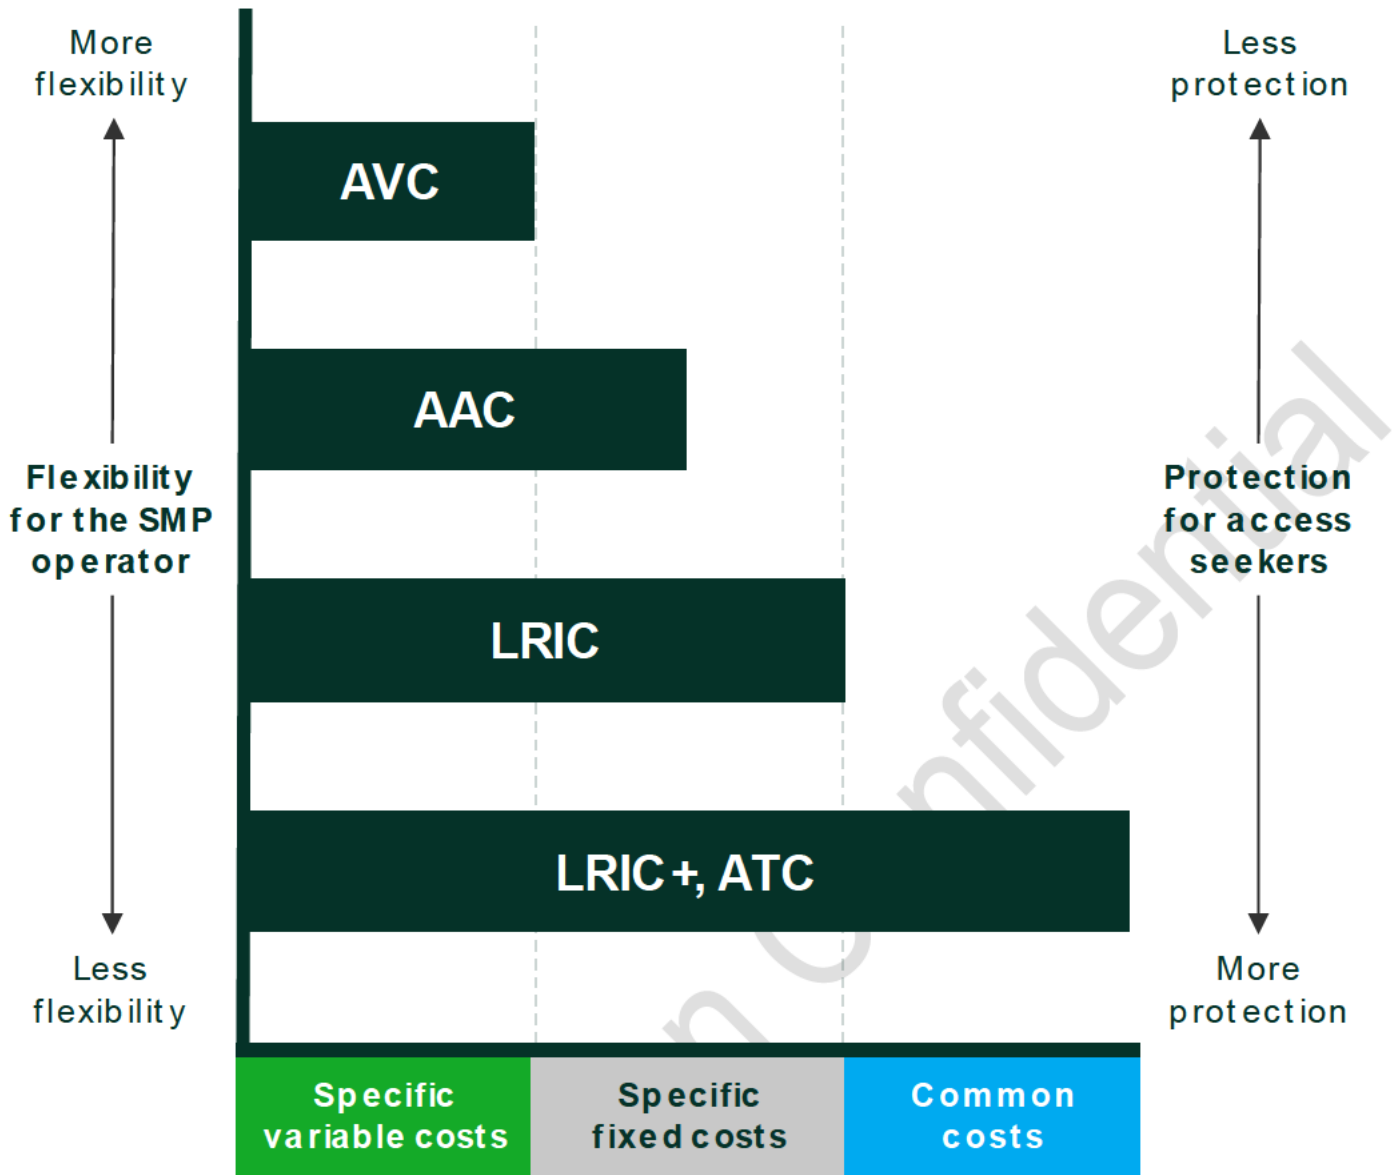 More
flexibility
Less
protection
AVC
AAC
Flexibility
for the SMP
operator
Protection
for access
seekers
LRIC
LRIC+, ATC
Less
flexibility
More
protection
Specific
variable costs
Specific
fixed costs
Common
costs
Confidential